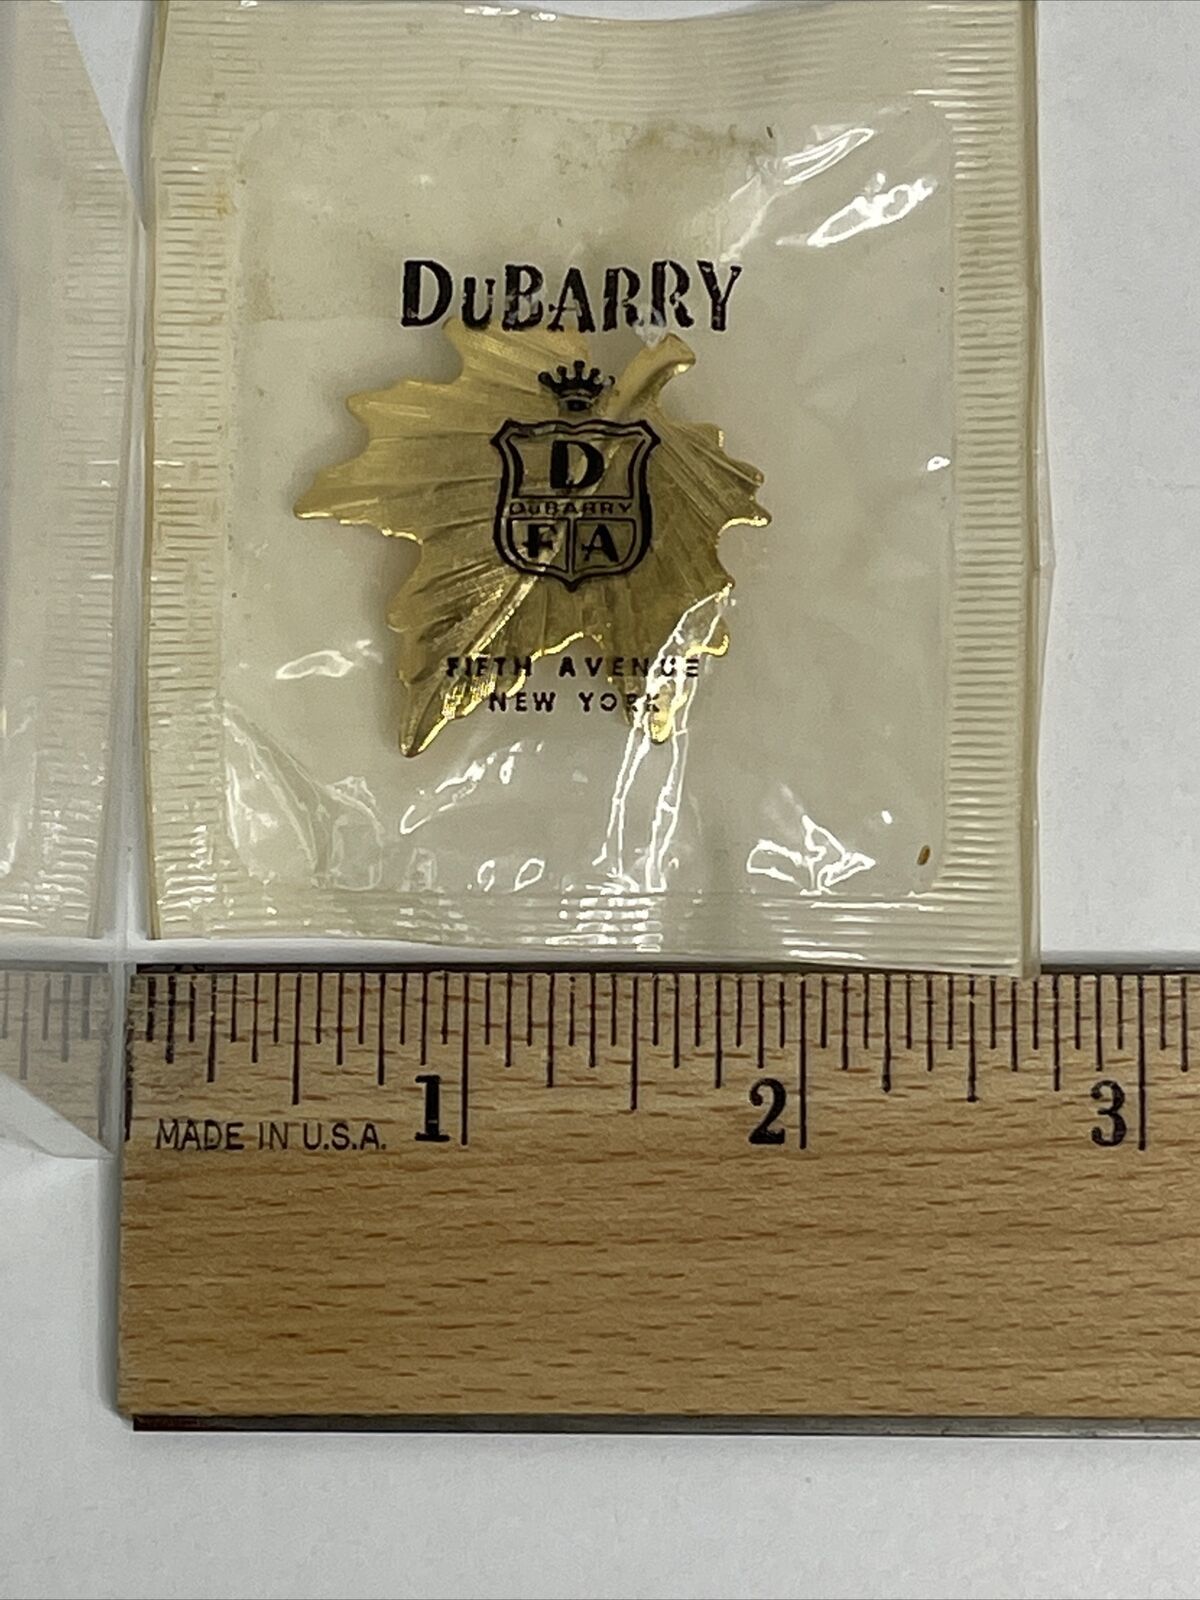 DuBARRY
D
DuBARRY
F A
FIFTH AVENUE
NEW YORK
1 2 3
MADE IN U.S.A.